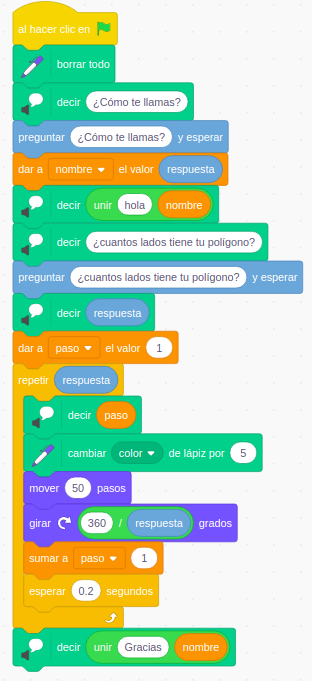 al hacer clic en
borrar todo
decir ¿Cómo te llamas?
preguntar ¿Cómo te llamas? y esperar
dar a nombre el valor respuesta
decir unir hola nombre
decir ¿cuantos lados tiene tu polígono?
preguntar ¿cuantos lados tiene tu polígono? y esperar
decir respuesta
dar a paso el valor 1
repetir respuesta
decir paso
cambiar color de lápiz por 5
mover 50 pasos
girar 360 / respuesta grados
sumar a paso 1
esperar 0.2 segundos
decir unir Gracias nombre